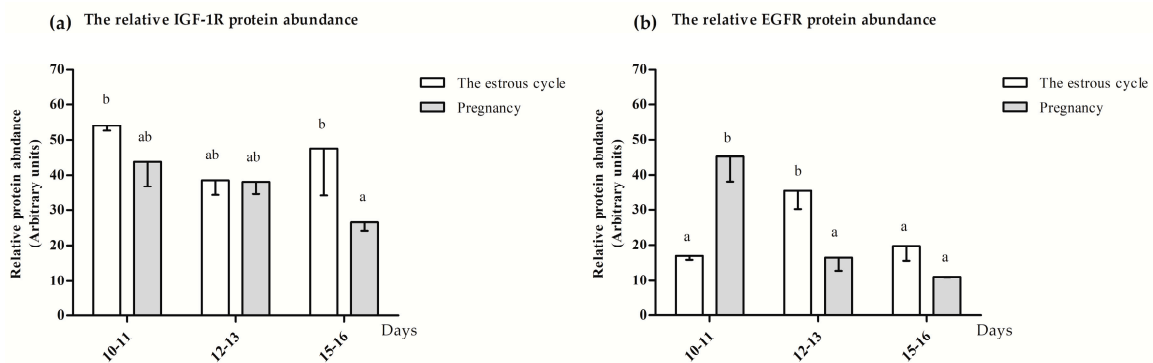 (a) The relative IGF-1R protein abundance
Relative protein abndance
(Arbitrary units)
70
60
50
40
30
20
10
0
b
ab
ab
ab
b
a
The estrous cycle
Pregnancy
10-11
12-13
15-16
Days
(b) The relative EGFR protein abundance
Relative protein abndance
(Arbitrary units)
70
60
50
40
30
20
10
0
a
b
b
a
a
a
The estrous cycle
Pregnancy
10-11
12-13
15-16
Days